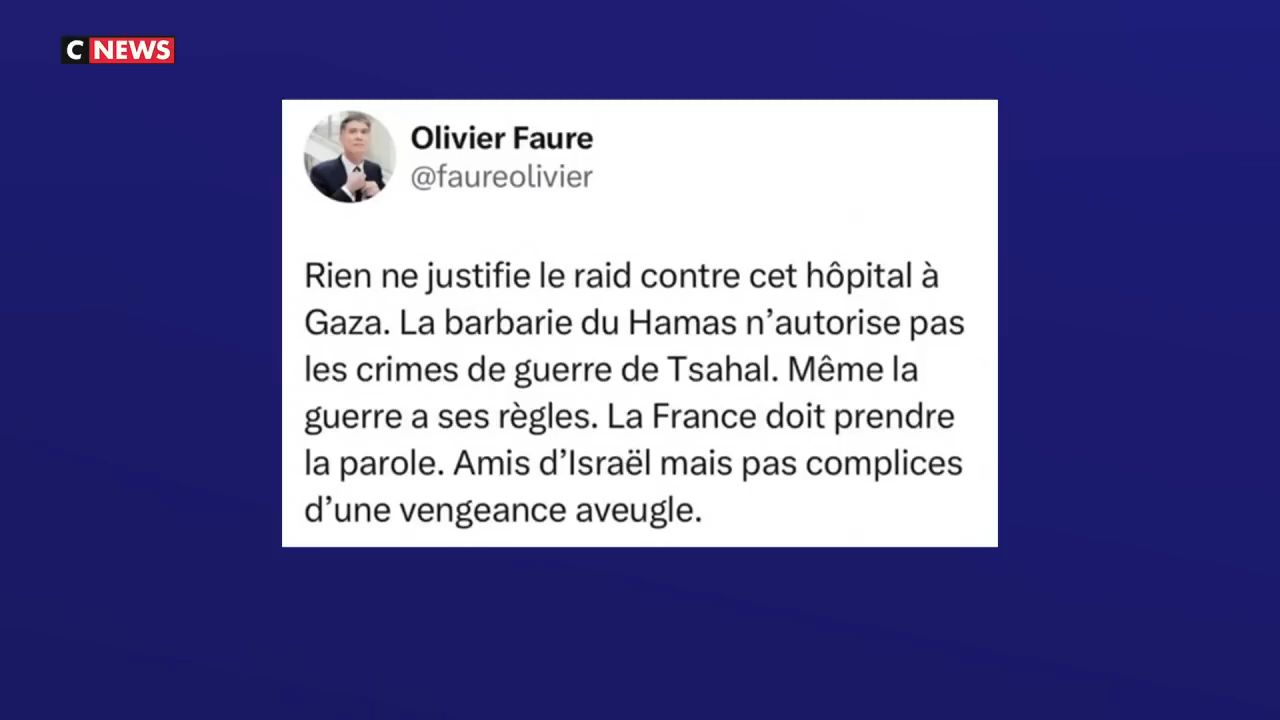 C NEWS
Olivier Faure
@faureolivier
Rien ne justifie le raid contre cet hôpital à
Gaza. La barbarie du Hamas n’autorise pas
les crimes de guerre de Tsahal. Même la
guerre a ses règles. La France doit prendre
la parole. Amis d’Israël mais pas complices
d’une vengeance aveugle.